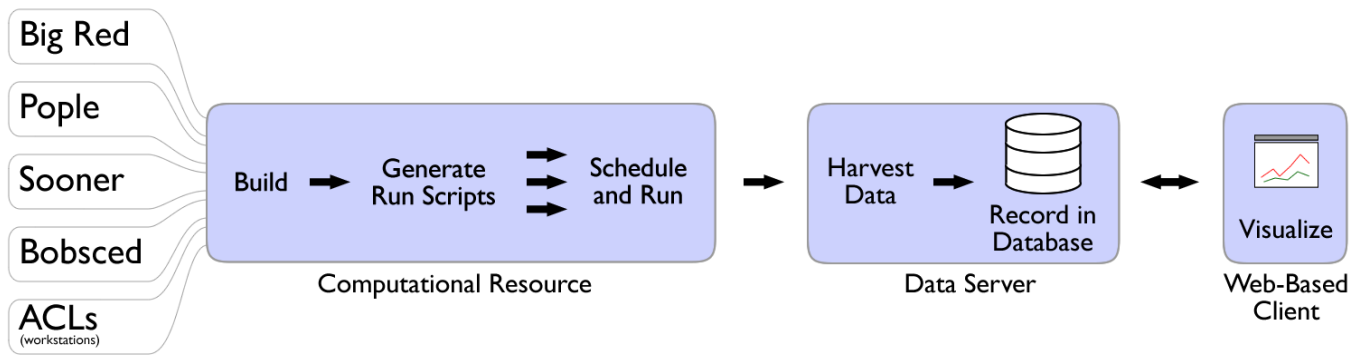 Big Red
Pople
Sooner
Bobsced
ACLs
(workstations)
Build
Generate
Run Scripts
Schedule
and Run
Computational Resource
Harvest
Data
Record in
Database
Data Server
Visualize
Web-Based
Client